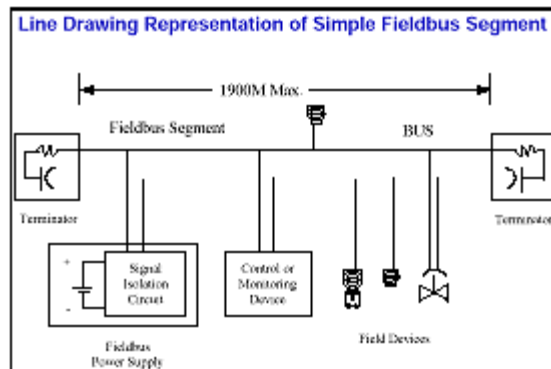 Line Drawing Representation of Simple Fieldbus Segment
1900M Max.
Fieldbus Segment
BUS
Terminator
Terminator
+
-
Signal
Isolation
Circuit
Control or
Monitoring
Device
Fieldbus
Power Supply
Field Devices